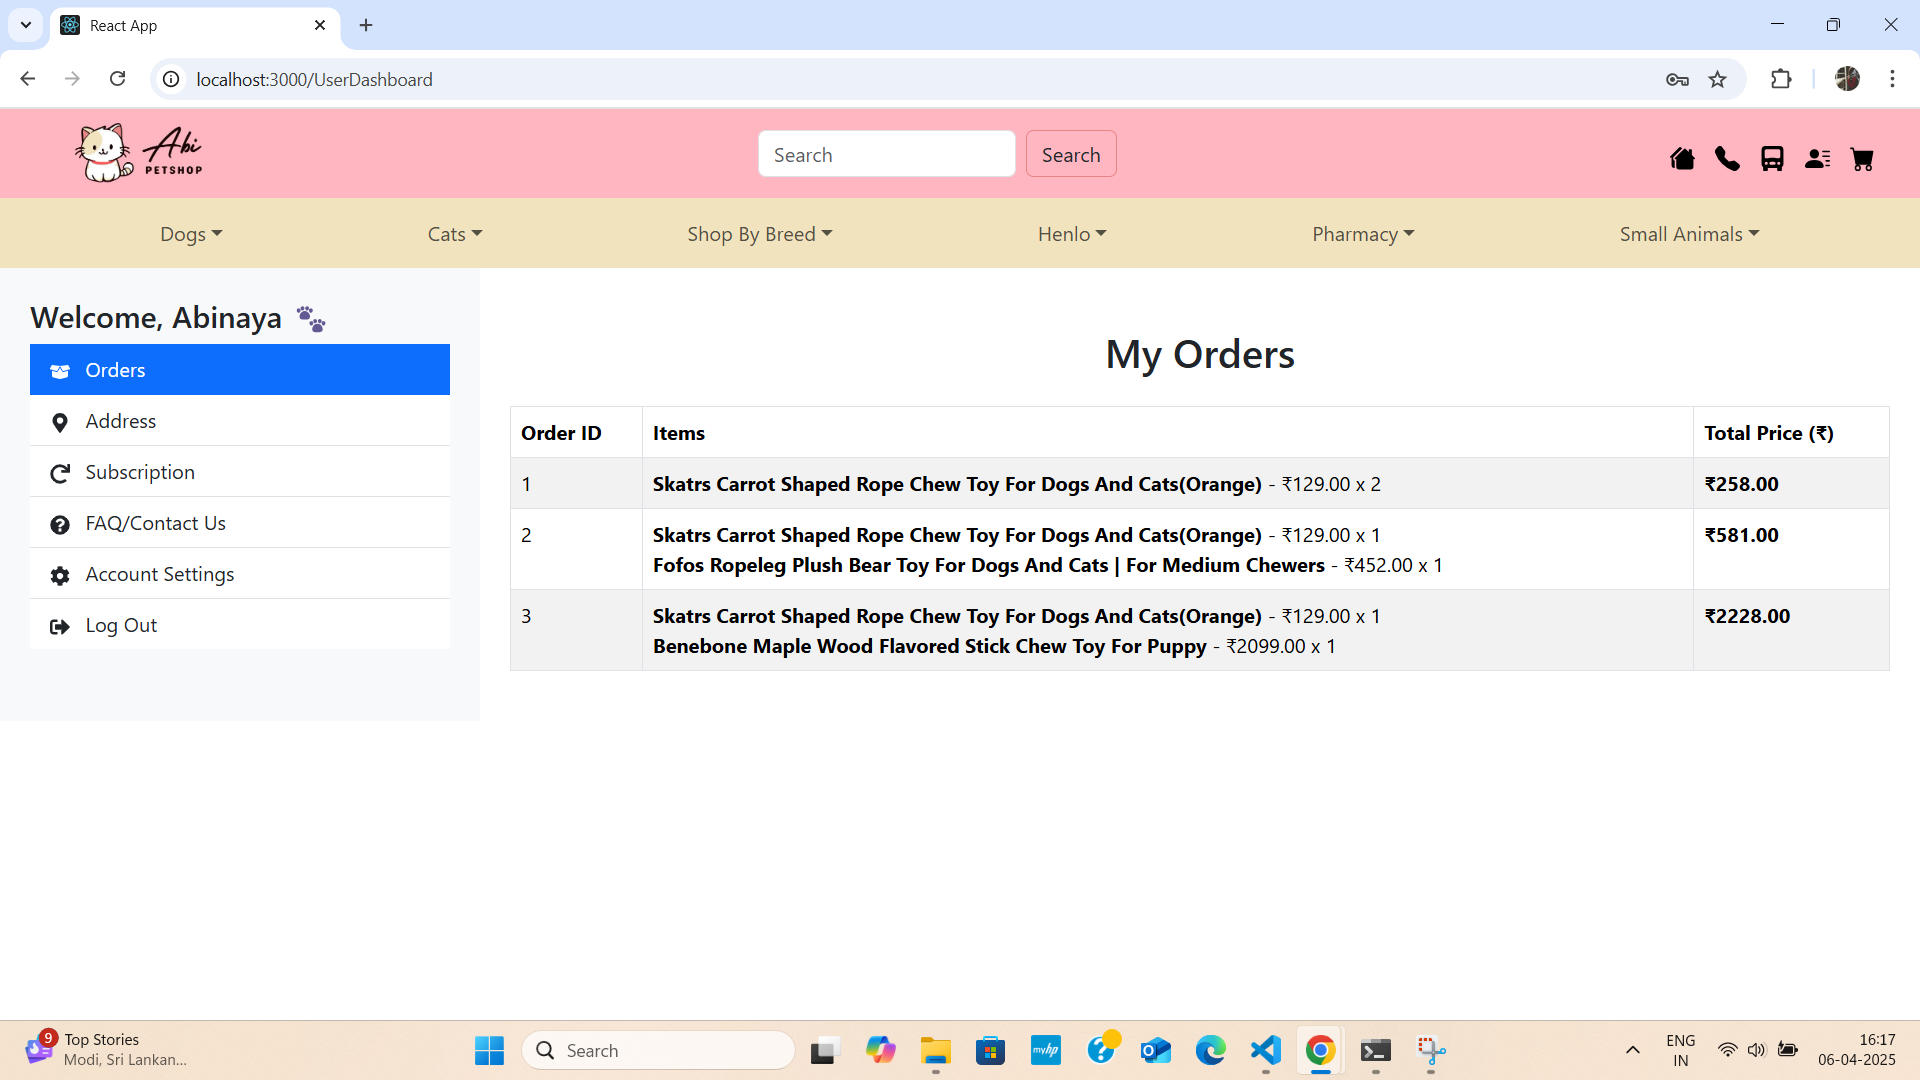 React App
localhost:3000/UserDashboard
Abi
PETSHOP
Search
Search
Dogs
Cats
Shop By Breed
Henlo
Pharmacy
Small Animals
Welcome, Abinaya
Orders
Address
Subscription
FAQ/Contact Us
Account Settings
Log Out
My Orders
Order ID Items Total Price (₹)
1 Skatrs Carrot Shaped Rope Chew Toy For Dogs And Cats(Orange) - ₹129.00 x 2 ₹258.00
2 Skatrs Carrot Shaped Rope Chew Toy For Dogs And Cats(Orange) - ₹129.00 x 1 ₹581.00
Fofos Ropeleg Plush Bear Toy For Dogs And Cats | For Medium Chewers - ₹452.00 x 1
3 Skatrs Carrot Shaped Rope Chew Toy For Dogs And Cats(Orange) - ₹129.00 x 1 ₹2228.00
Benebone Maple Wood Flavored Stick Chew Toy For Puppy - ₹2099.00 x 1
9
Top Stories
Modi, Sri Lankan...
Search
myhp
ENG
IN
16:17
06-04-2025